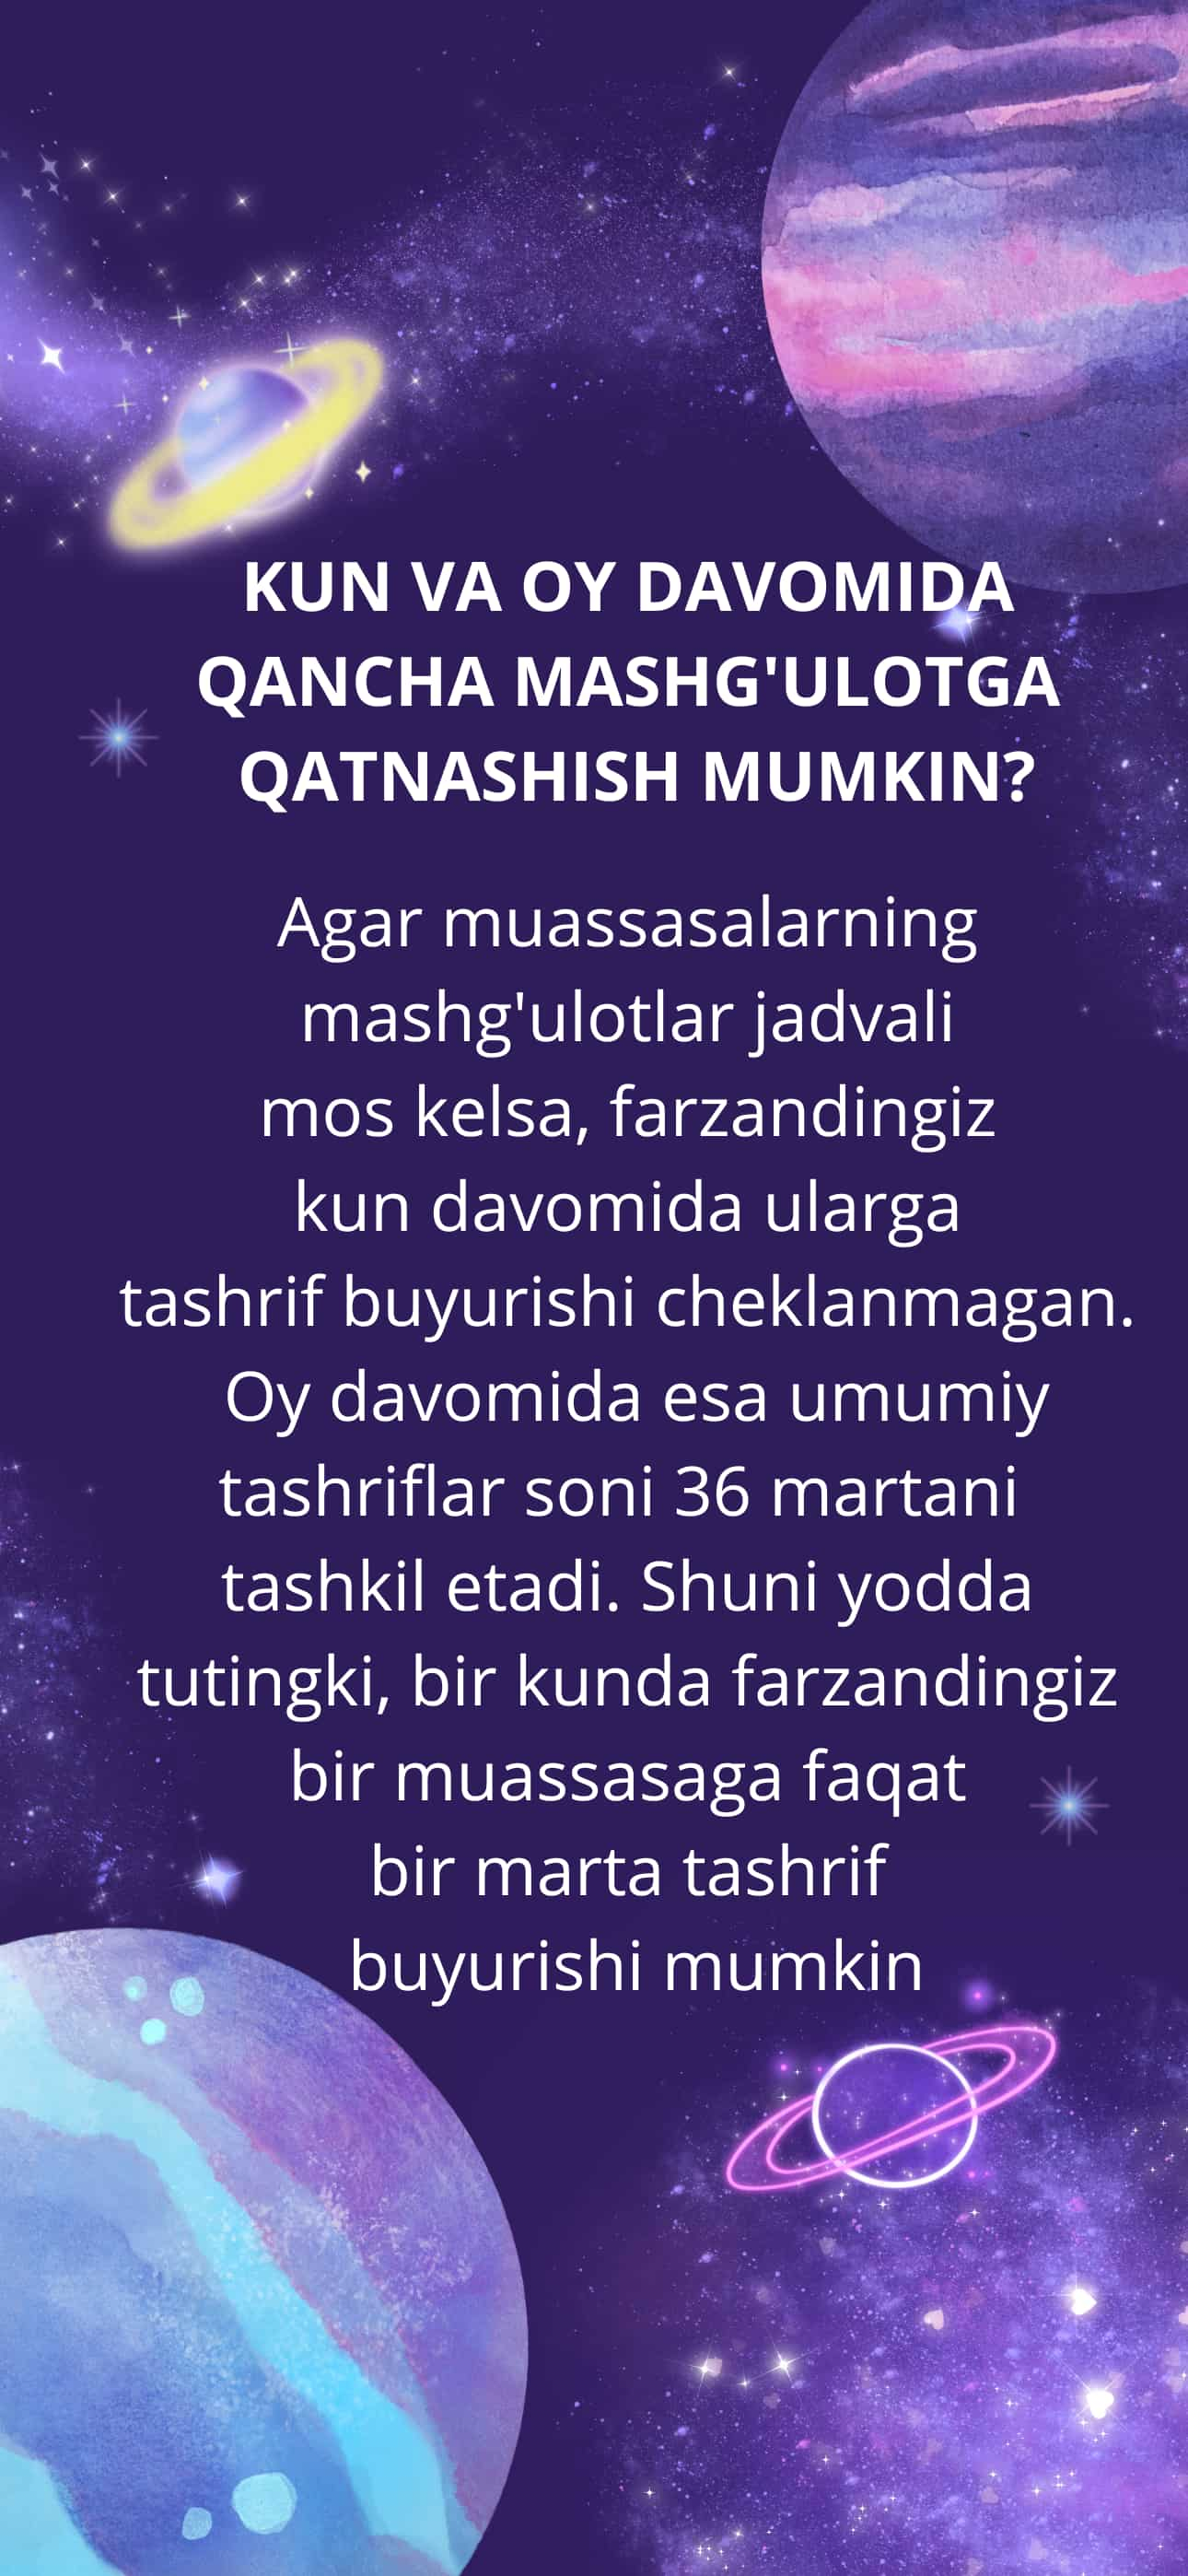 KUN VA OY DAVOMIDA
QANCHA MASHG'ULOTGA
QATNASHISH MUMKIN?
Agar muassasalarning
mashg'ulotlar jadvali
mos kelsa, farzandingiz
kun davomida ularga
tashrif buyurishi cheklanmagan.
Oy davomida esa umumiy
tashriflar soni 36 martani
tashkil etadi. Shuni yodda
tutingki, bir kunda farzandingiz
bir muassasaga faqat
bir marta tashrif
buyurishi mumkin